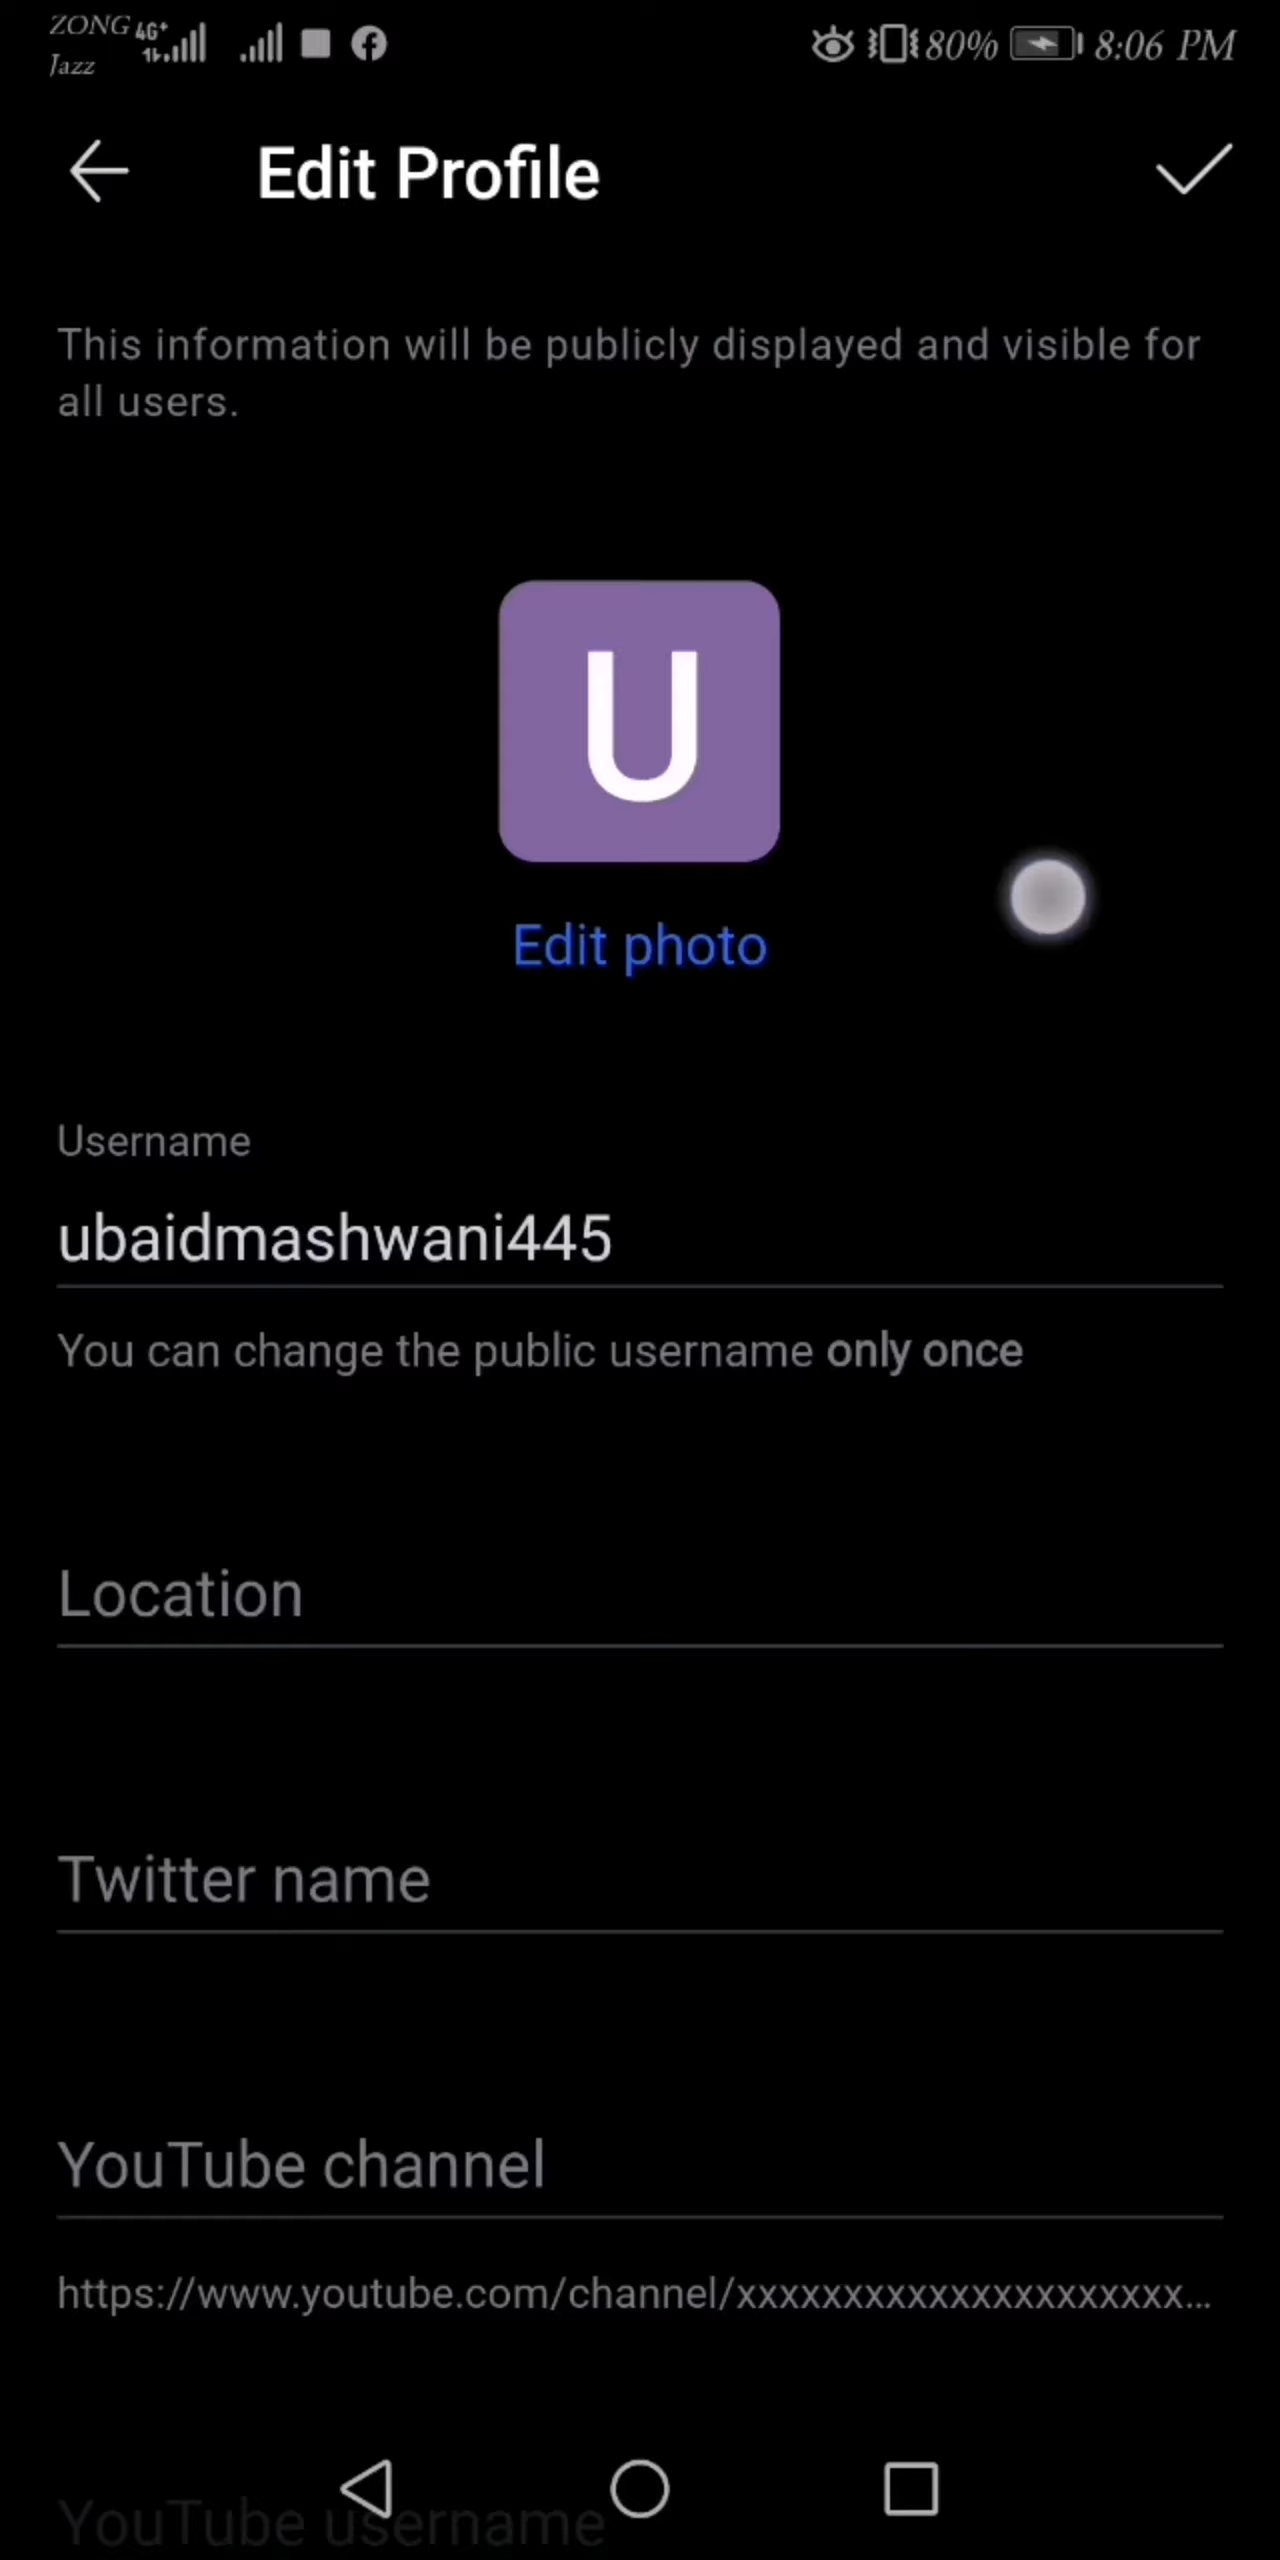 ZONG 4G+
Jazz
80% 8:06 PM
Edit Profile
This information will be publicly displayed and visible for
all users.
U
Edit photo
Username
ubaidmashwani445
You can change the public username only once
Location
Twitter name
YouTube channel
https://www.youtube.com/channel/xxxxxxxxxxxxxxxxxxxxx...
YouTube username